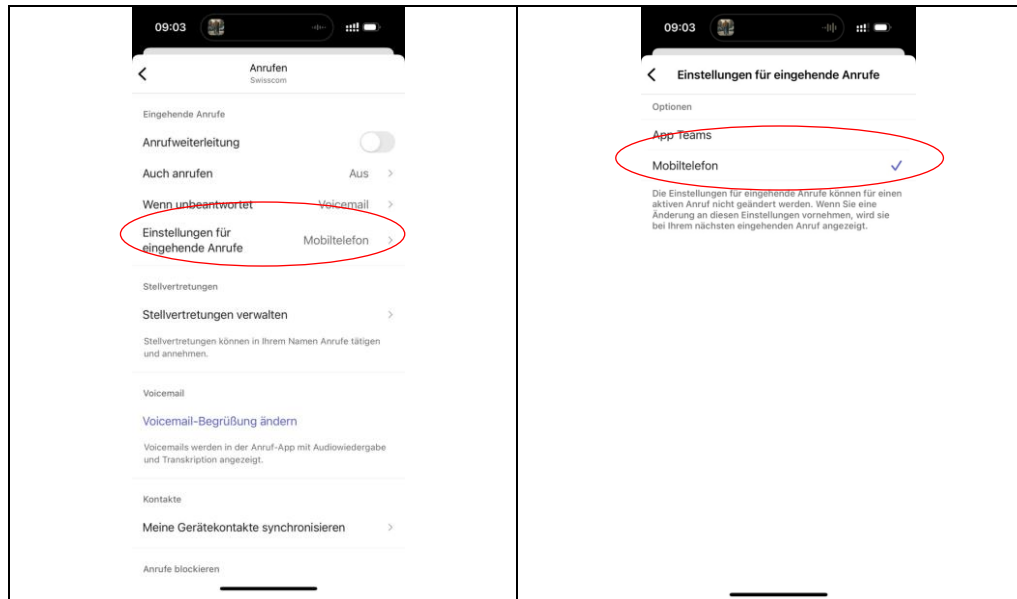 09:03
Anrufen
Swisscom
Eingehende Anrufe
Anrufweiterleitung
Auch anrufen Aus
Wenn unbeantwortet Voicemail
Einstellungen für
eingehende Anrufe Mobiltelefon
Stellvertretungen
Stellvertretungen verwalten
Stellvertretungen können in Ihrem Namen Anrufe tätigen
und annehmen.
Voicemail
Voicemail-Begrüßung ändern
Voicemails werden in der Anruf-App mit Audiowiedergabe
und Transkription angezeigt.
Kontakte
Meine Gerätekontakte synchronisieren
Anrufe blockieren
09:03
Einstellungen für eingehende Anrufe
Optionen
App Teams
Mobiltelefon
Die Einstellungen für eingehende Anrufe können für einen
aktiven Anruf nicht geändert werden. Wenn Sie eine
Änderung an diesen Einstellungen vornehmen, wird sie
bei Ihrem nächsten eingehenden Anruf angezeigt.